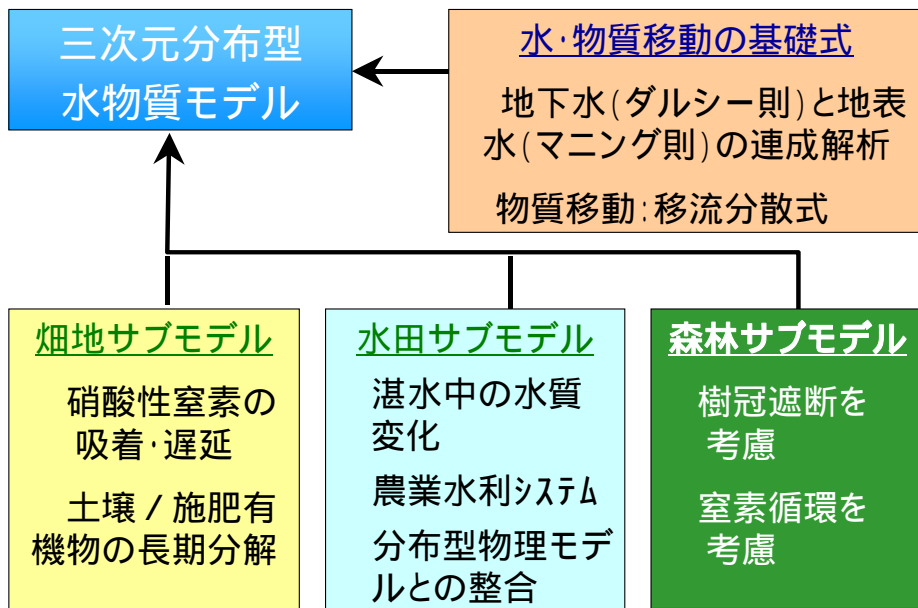 三次元分布型
水物質モデル
水・物質移動の基礎式
地下水(ダルシー則)と地表
水(マニング則)の連成解析
物質移動:移流分散式
畑地サブモデル
硝酸性窒素の
吸着・遅延
土壌/施肥有
機物の長期分解
水田サブモデル
湛水中の水質
変化
農業水利システム
分布型物理モデ
ルとの整合
森林サブモデル
樹冠遮断を
考慮
窒素循環を
考慮